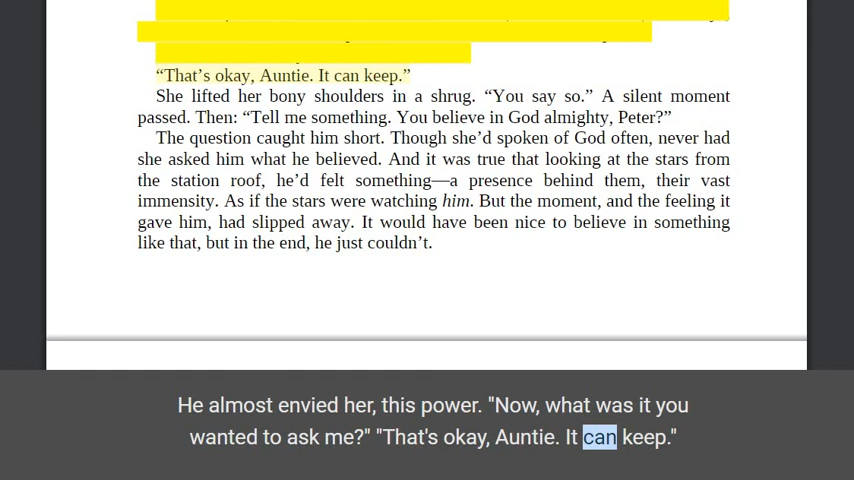 “That’s okay, Auntie. It can keep.”
She lifted her bony shoulders in a shrug. “You say so.” A silent moment
passed. Then: “Tell me something. You believe in God almighty, Peter?”
The question caught him short. Though she’d spoken of God often, never had
she asked him what he believed. And it was true that looking at the stars from
the station roof, he’d felt something—a presence behind them, their vast
immensity. As if the stars were watching him. But the moment, and the feeling it
gave him, had slipped away. It would have been nice to believe in something
like that, but in the end, he just couldn’t.
He almost envied her, this power. "Now, what was it you
wanted to ask me?" "That's okay, Auntie. It can keep."